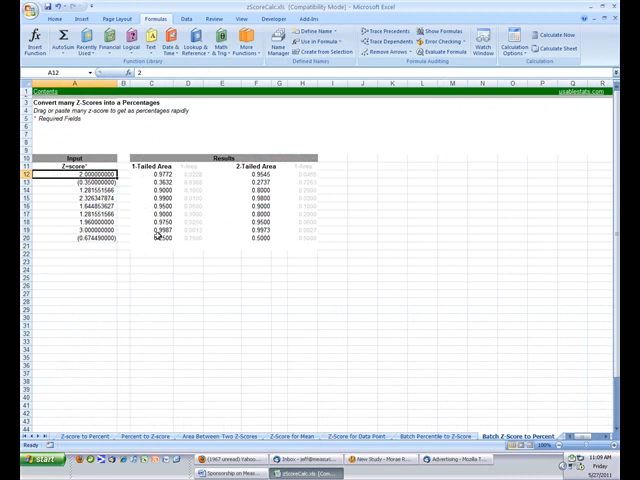 zScoreCalc.xls [Compatibility Mode] - Microsoft Excel
Home Insert Page Layout Formulas Data Review View Developer Add-Ins
Insert Function
AutoSum
Recently Used
Financial
Logical
Text
Date & Time
Lookup & Reference
Math & Trig
More Functions
Function Library
Name Manager
Define Name
Use in Formula
Create from Selection
Defined Names
Trace Precedents
Trace Dependents
Remove Arrows
Show Formulas
Error Checking
Formula Auditing
Watch Window
Calculation Options
Calculate Now
Calculate Sheet
Calculation
A12 2
A B C D E F G H I J K L M N O P Q R
Contents usablestats.com
Convert many Z-Scores into a Percentages
Drag or paste many z-score to get as percentages rapidly
* Required Fields
Input Results
Z=score* 1-Tailed Area 2-Tailed Area
2.000000000 0.9772 0.9545
(0.350000000) 0.3632 0.2737
1.281551566 0.9000 0.8000
2.326347874 0.9900 0.9800
1.644853627 0.9500 0.9000
1.281551566 0.9000 0.8000
1.960000000 0.9750 0.9500
3.000000000 0.9987 0.9973
(0.674490000) 0.5000
Z-score to Percent Percent to Z-score Area Between Two Z-Scores Z-Score for Mean Z-Score for Data Point Batch Percentile to Z-Score Batch Z-Score to Percent
Ready 100%
start
(1967 unread) Yahoo...
Inbox - jeff@measuri...
New Study - Morae R...
Advertising - Mozilla T...
Sponsorship on Meas...
zScoreCalc.xls [Com...
11:09 AM
Friday
5/27/2011